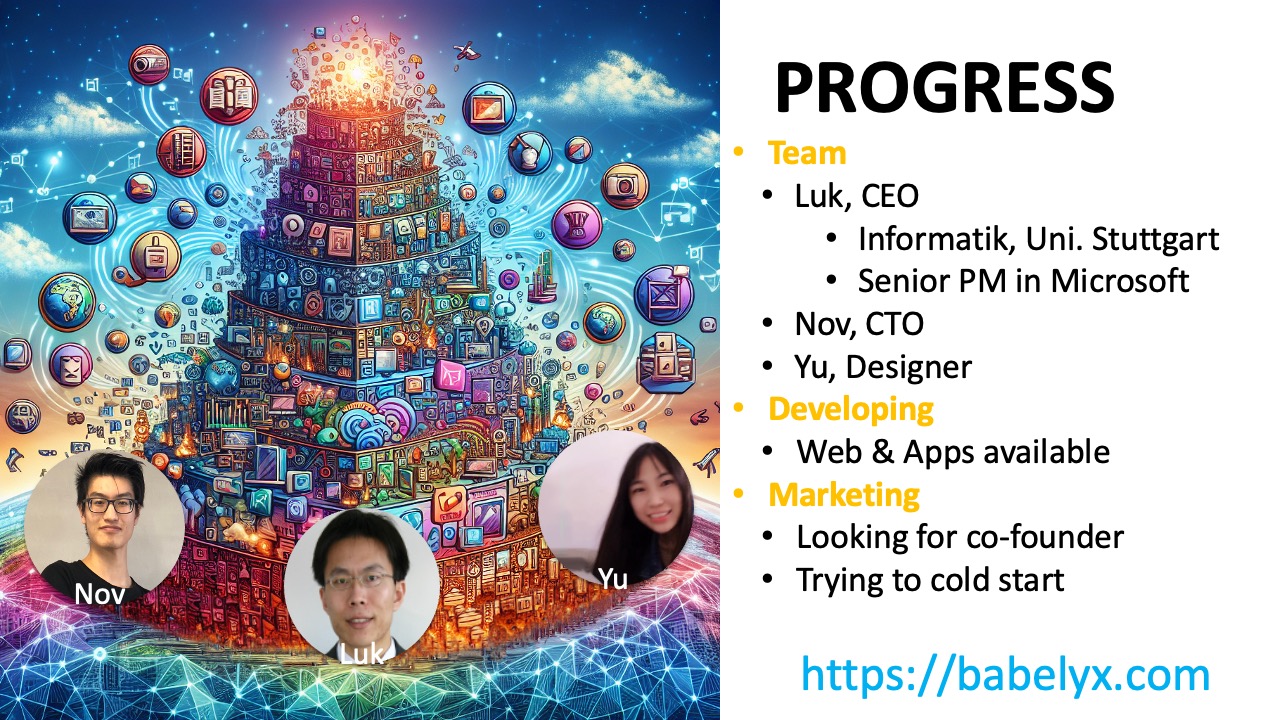 PROGRESS
• Team
• Luk, CEO
• Informatik, Uni. Stuttgart
• Senior PM in Microsoft
• Nov, CTO
• Yu, Designer
• Developing
• Web & Apps available
• Marketing
• Looking for co-founder
• Trying to cold start
https://babelyx.com
Nov
Luk
Yu